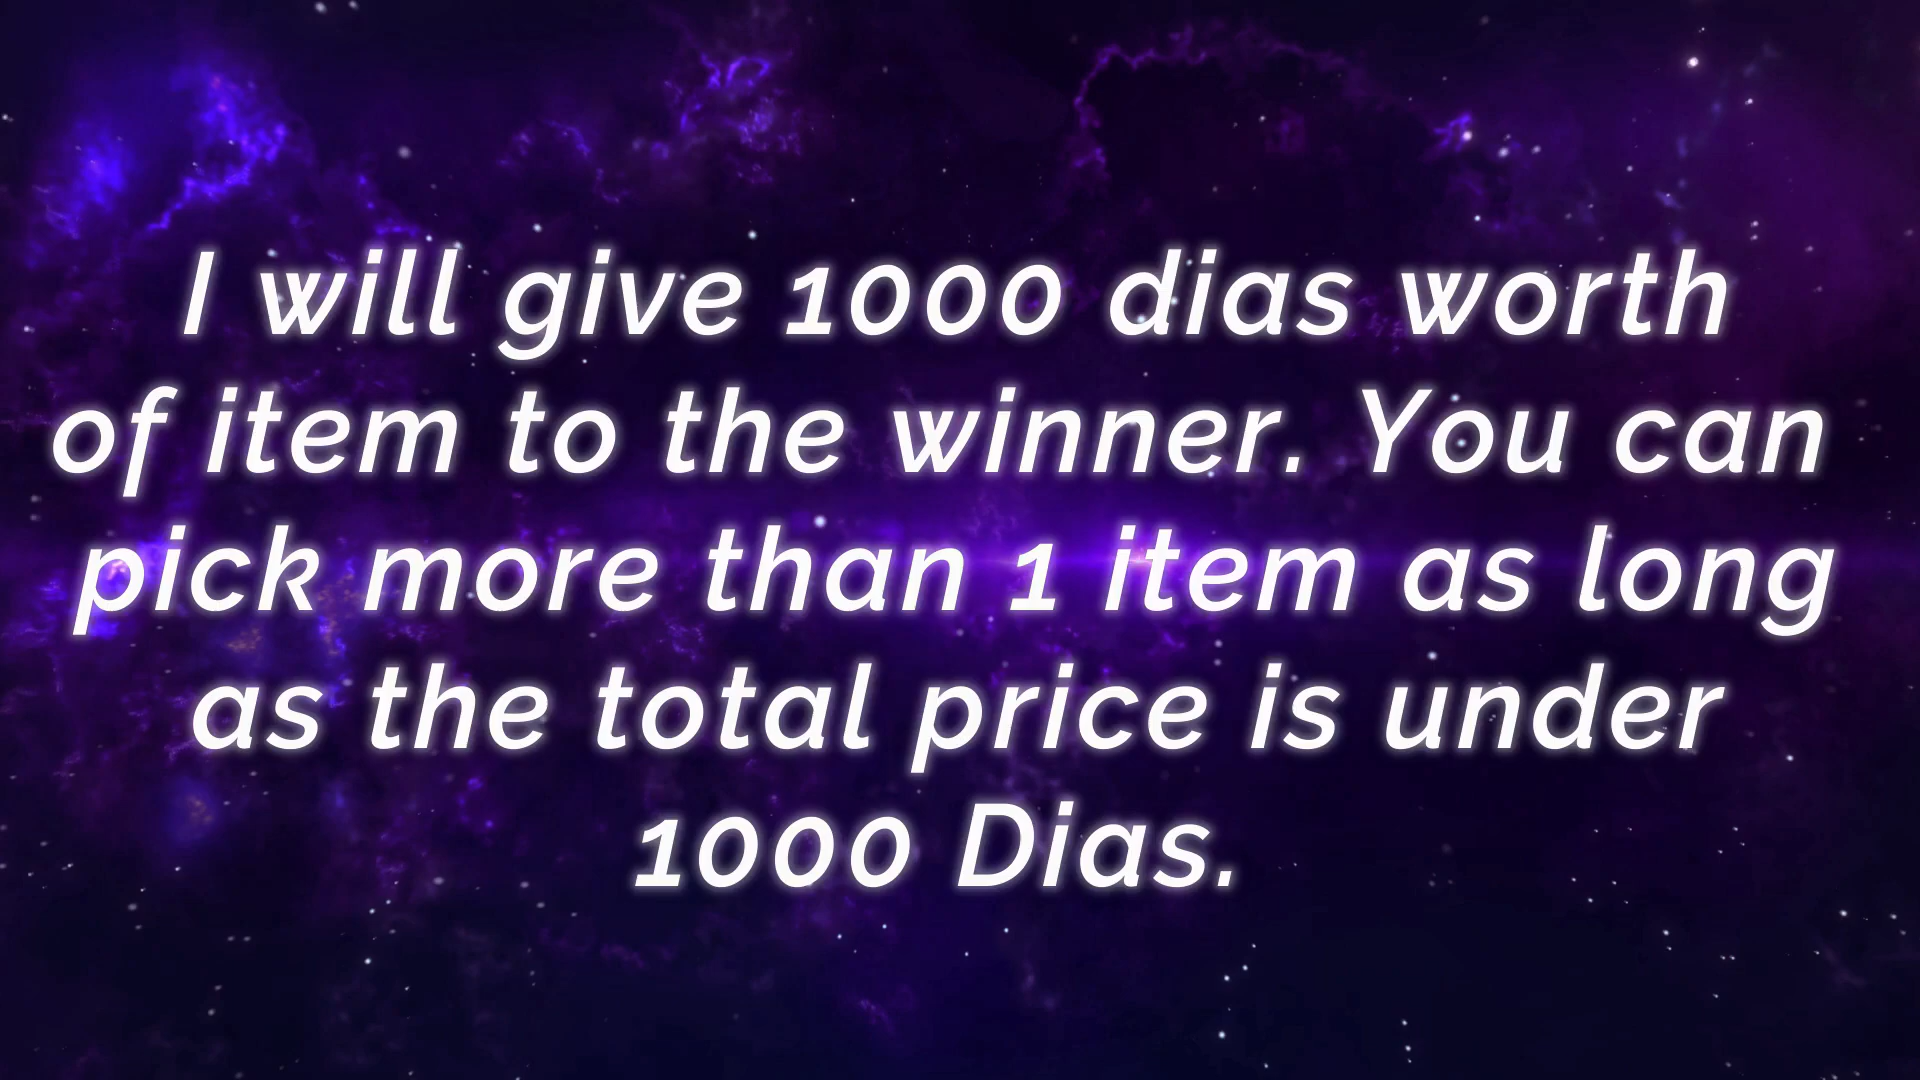 I will give 1000 dias worth
of item to the winner. You can
pick more than 1 item as long
as the total price is under
1000 Dias.